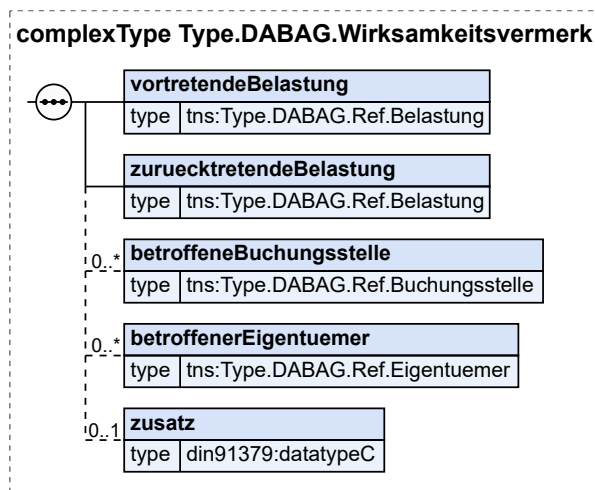 complexType Type.DABAG.Wirksamkeitsvermerk
vortretendeBelastung
type tns:Type.DABAG.Ref.Belastung
zuruecktretendeBelastung
type tns:Type.DABAG.Ref.Belastung
0..*
betroffeneBuchungsstelle
type tns:Type.DABAG.Ref.Buchungsstelle
0..*
betroffenerEigentuemer
type tns:Type.DABAG.Ref.Eigentuemer
0..1
zusatz
type din91379:datatypeC